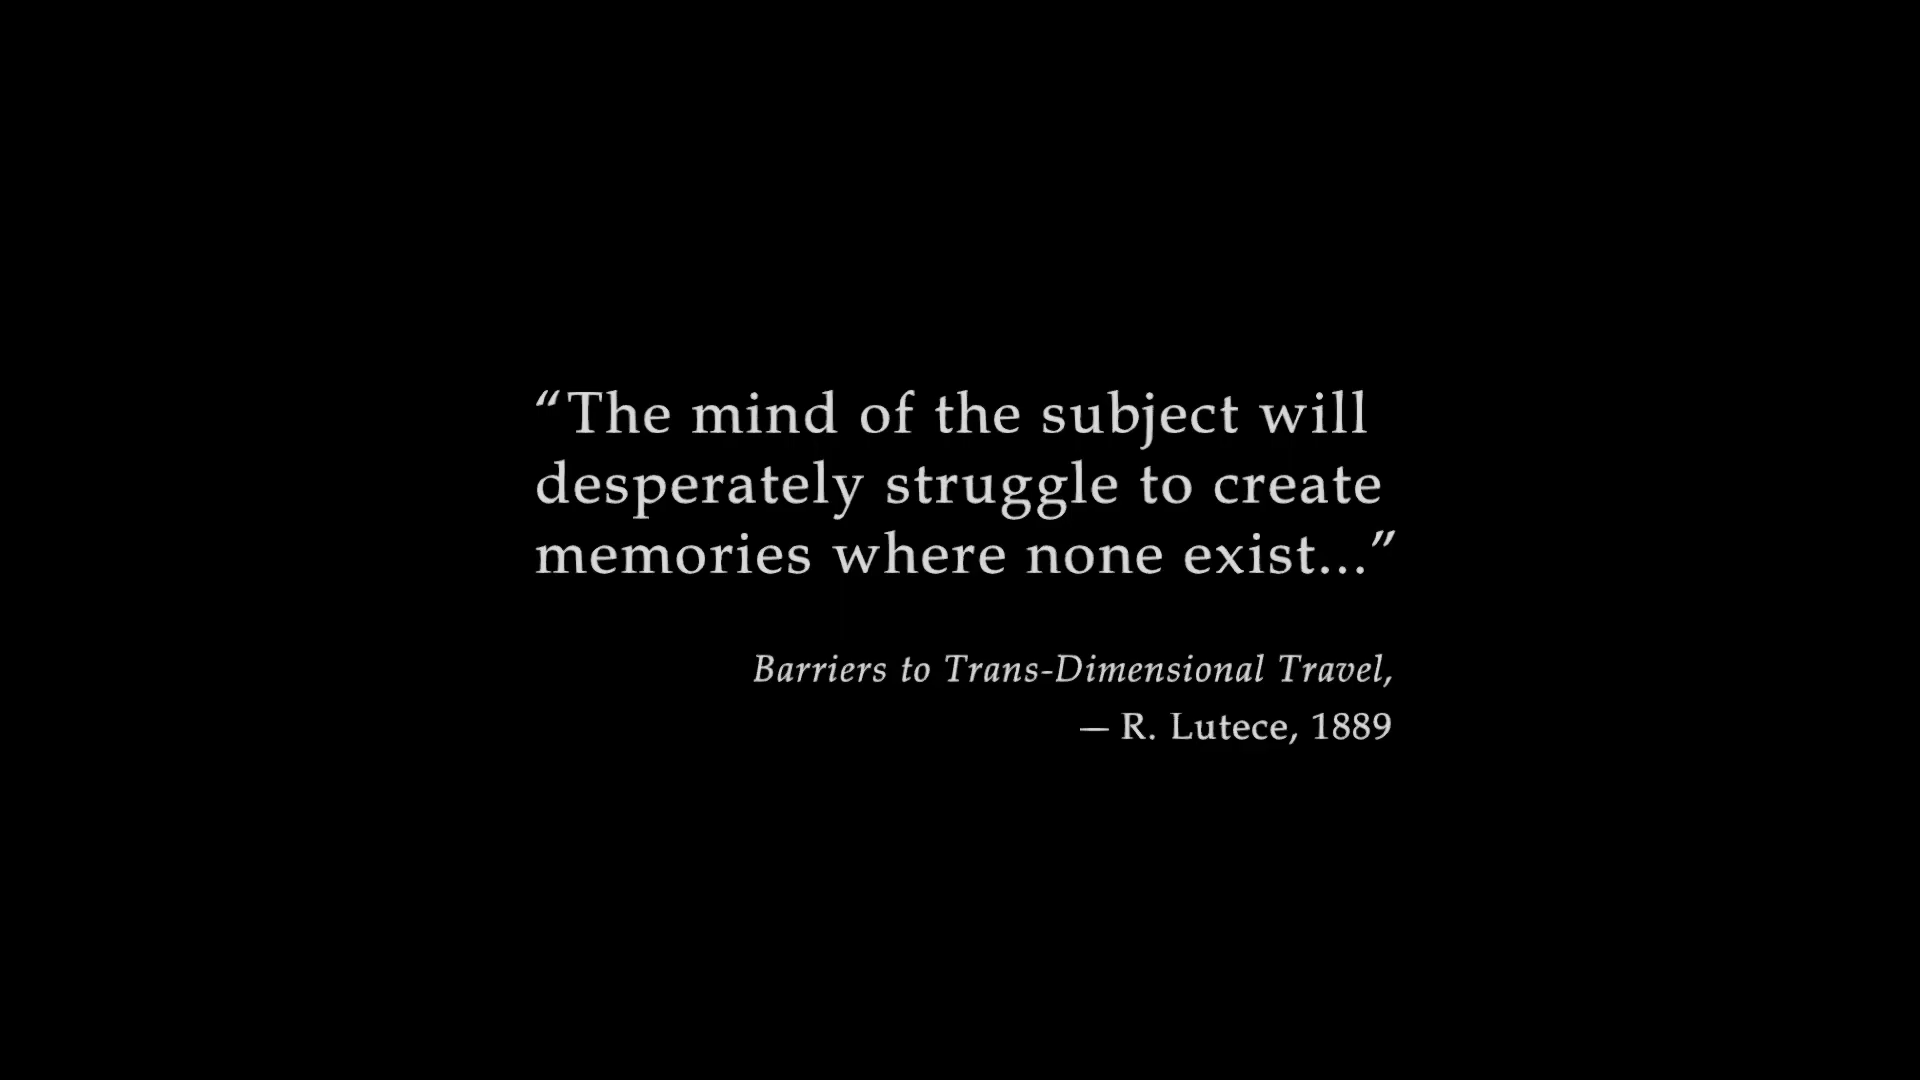 “The mind of the subject will
desperately struggle to create
memories where none exist...”
Barriers to Trans-Dimensional Travel,
— R. Lutece, 1889